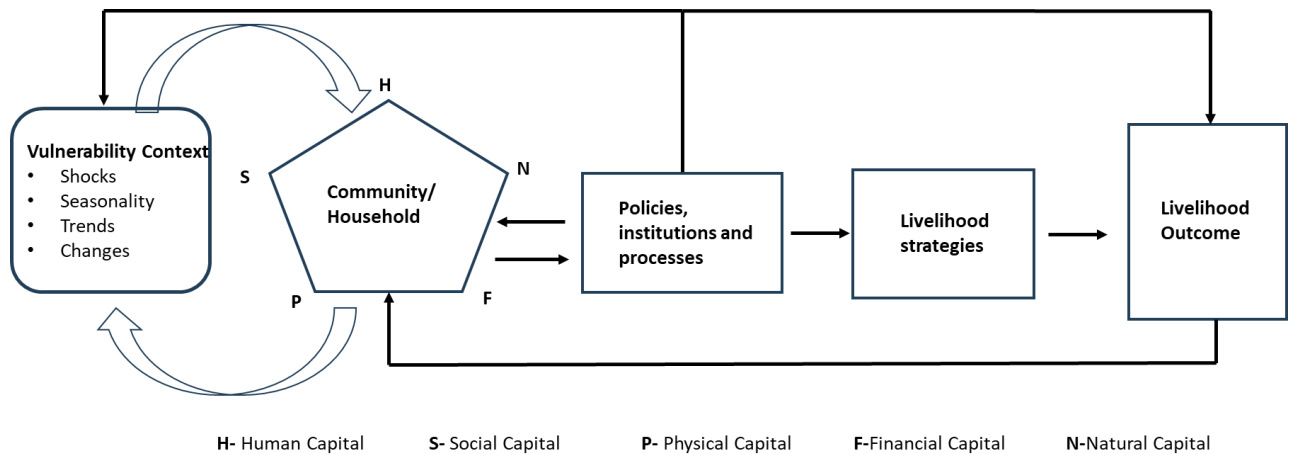 H
Vulnerability Context
• Shocks
• Seasonality
• Trends
• Changes
S
N
Community/
Household
Policies,
institutions and
processes
Livelihood
strategies
Livelihood
Outcome
P
F
H- Human Capital
S- Social Capital
P- Physical Capital
F-Financial Capital
N-Natural Capital